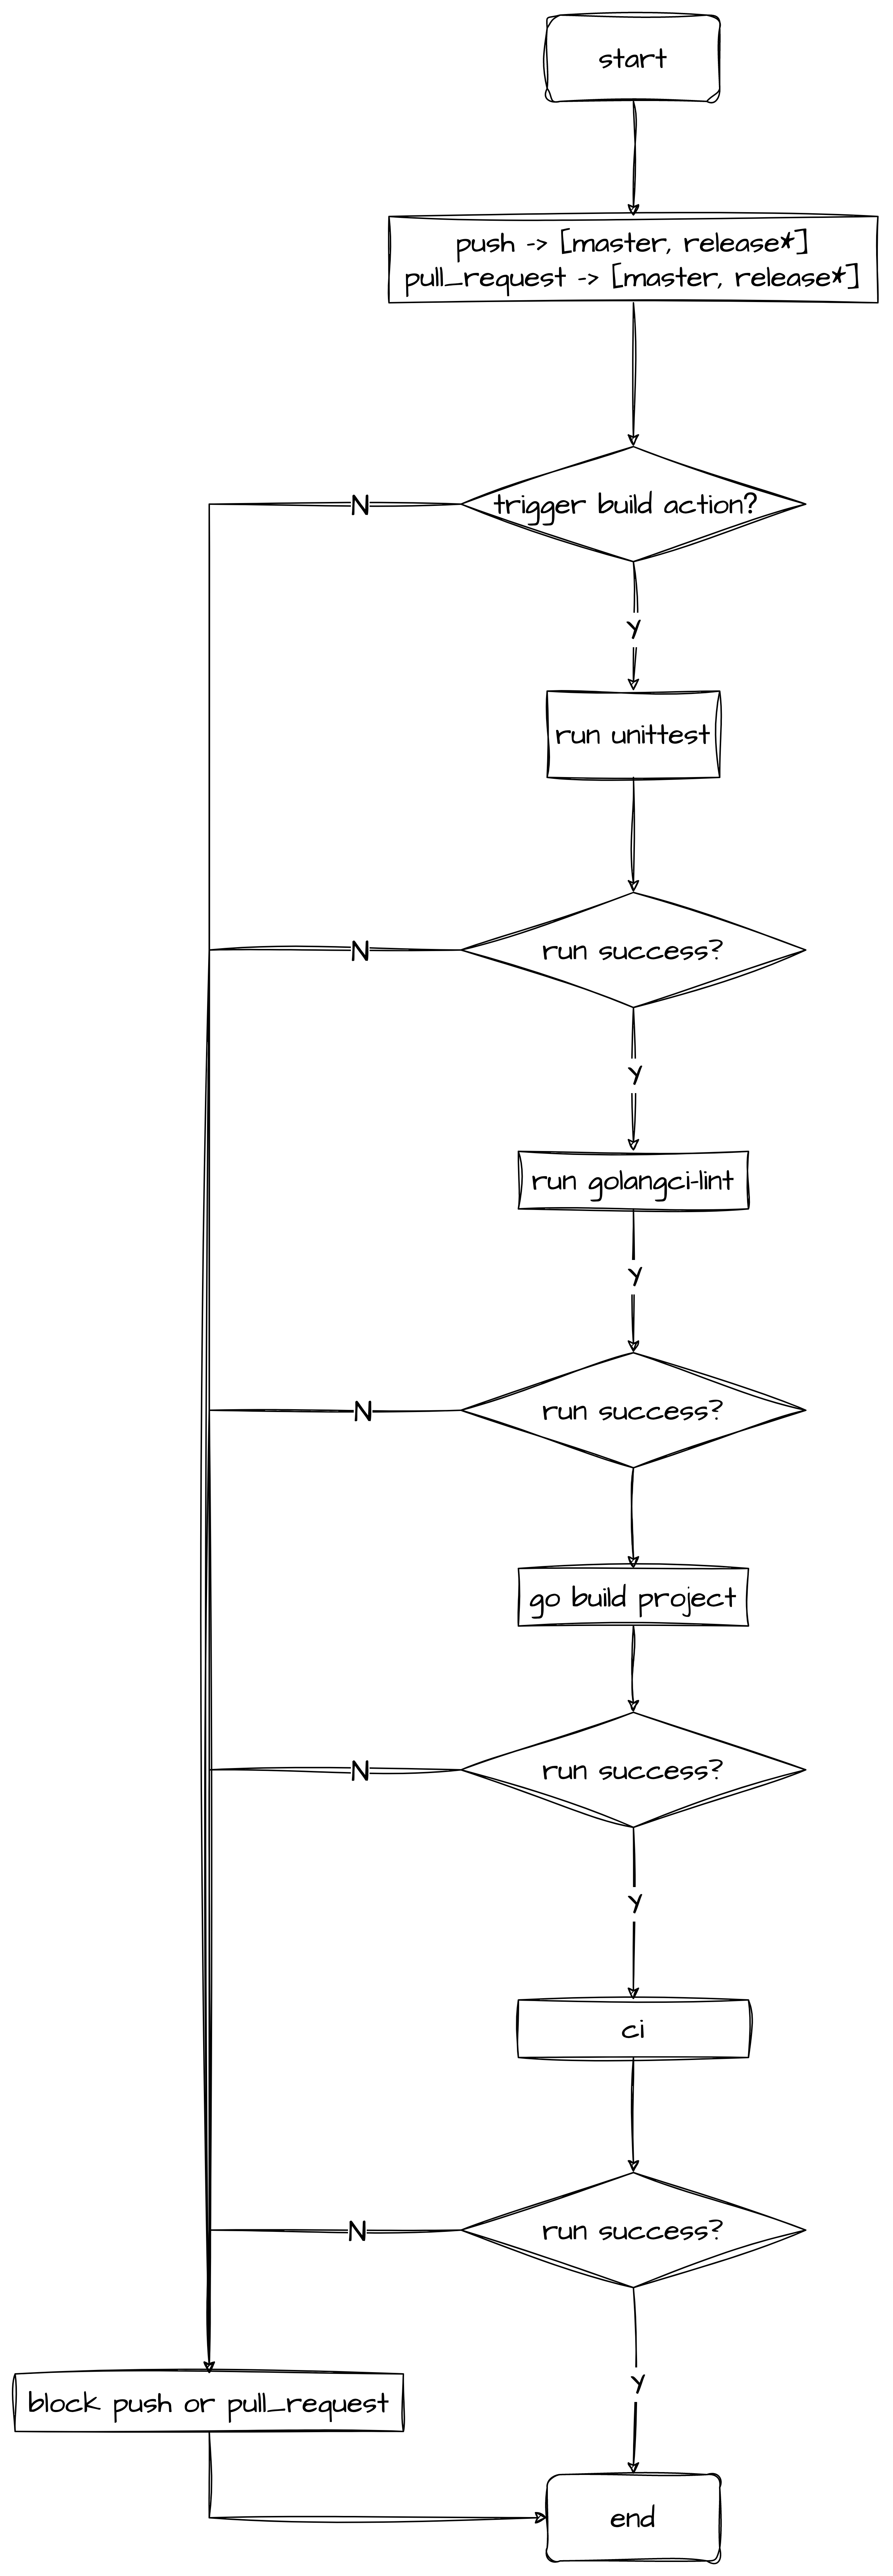 start
push -> [master, release*]
pull_request -> [master, release*]
trigger build action?
N
Y
run unittest
run success?
N
Y
run golangci-lint
Y
run success?
N
go build project
run success?
N
Y
ci
run success?
N
Y
block push or pull_request
end